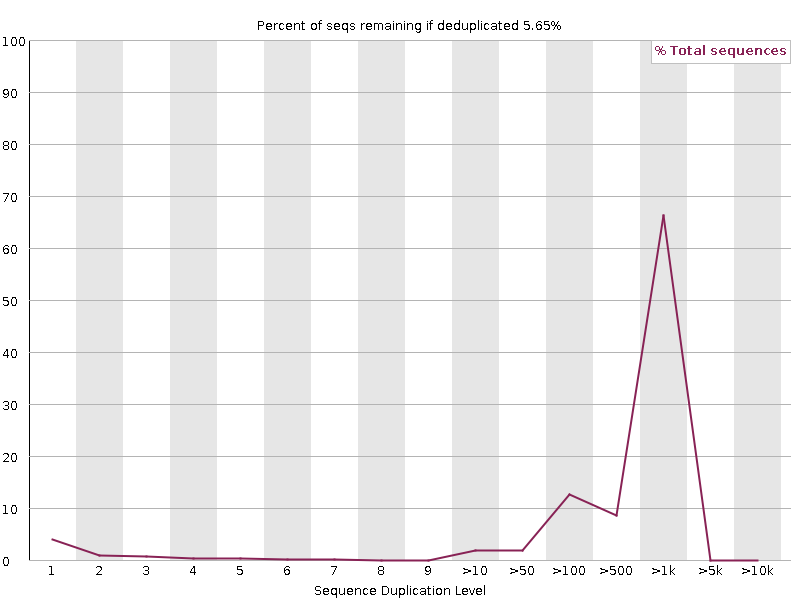 Percent of seqs remaining if deduplicated 5.65%
% Total sequences
100
90
80
70
60
50
40
30
20
10
0
1 2 3 4 5 6 7 8 9 >10 >50 >100 >500 >1k >5k >10k
Sequence Duplication Level